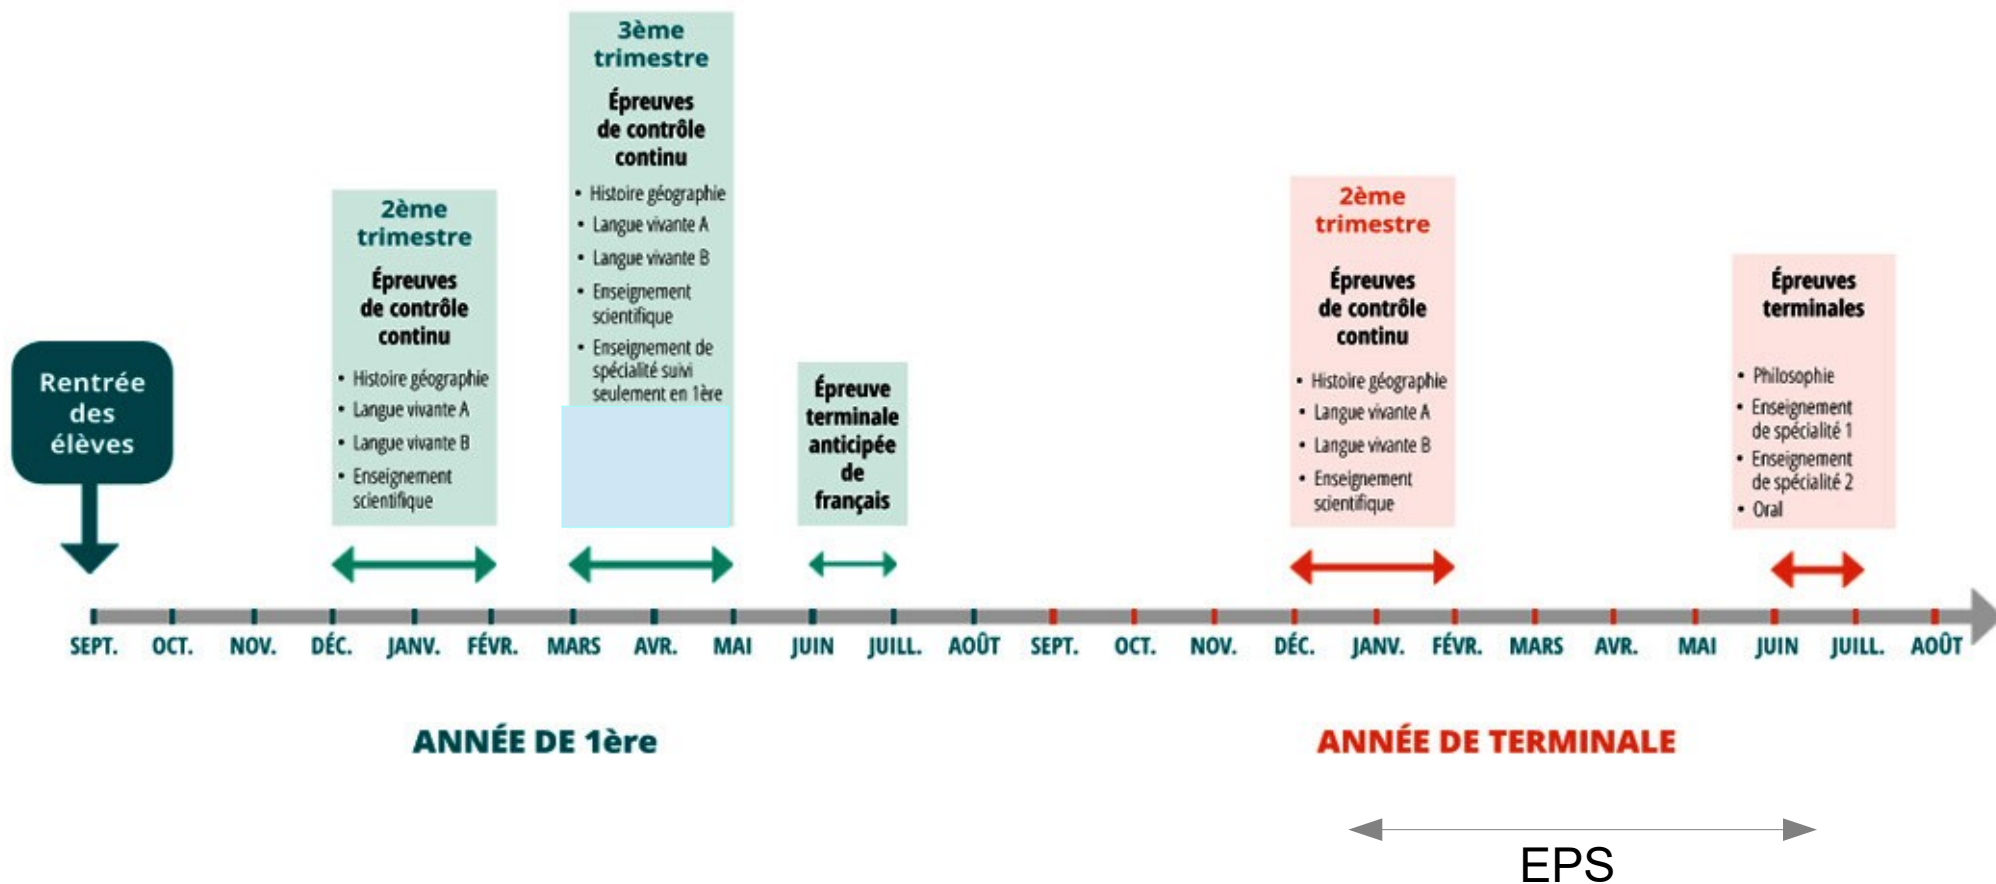 Rentrée
des
élèves
2ème
trimestre
Épreuves
de contrôle
continu
• Histoire géographie
• Langue vivante A
• Langue vivante B
• Enseignement
scientifique
3ème
trimestre
Épreuves
de contrôle
continu
• Histoire géographie
• Langue vivante A
• Langue vivante B
• Enseignement
scientifique
• Enseignement de
spécialité suivi
seulement en 1ère
Épreuve
terminale
anticipée
de
français
2ème
trimestre
Épreuves
de contrôle
continu
• Histoire géographie
• Langue vivante A
• Langue vivante B
• Enseignement
scientifique
Épreuves
terminales
• Philosophie
• Enseignement
de spécialité 1
• Enseignement
de spécialité 2
• Oral
SEPT. OCT. NOV. DÉC. JANV. FÉVR. MARS AVR. MAI JUIN JUILL. AOÛT SEPT. OCT. NOV. DÉC. JANV. FÉVR. MARS AVR. MAI JUIN JUILL. AOÛT
ANNÉE DE 1ère
ANNÉE DE TERMINALE
EPS